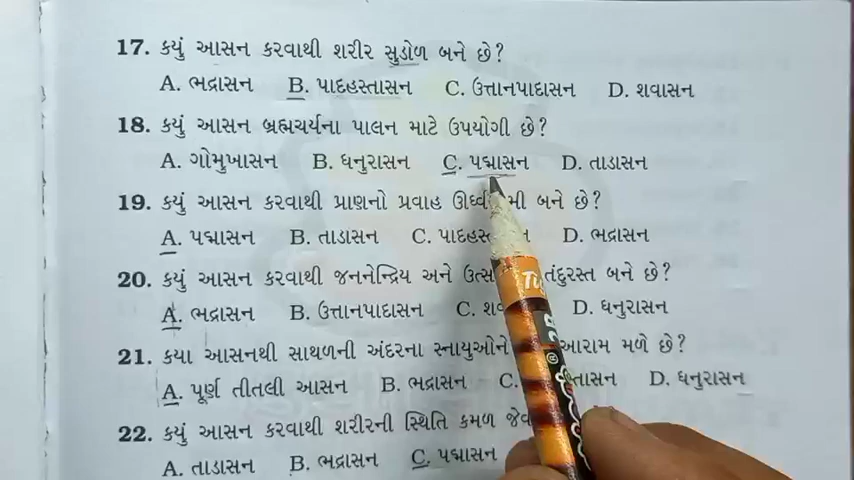 17. કયું આસન કરવાથી શરીર સુડોળ બને છે?
A. ભદ્રાસન B. પાદહસ્તાસન C. ઉત્તાનપાદાસન D. શવાસન
18. કયું આસન બ્રહ્મચર્યના પાલન માટે ઉપયોગી છે?
A. ગોમુખાસન B. ધનુરાસન C. પદ્માસન D. તાડાસન
19. કયું આસન કરવાથી પ્રાણનો પ્રવાહ બને છે?
A. પદ્માસન B. તાડાસન C. D. ભદ્રાસન
20. કયું આસન કરવાથી જનનેન્દ્રિય અને તંદુરસ્ત બને છે?
A. ભદ્રાસન B. ઉત્તાનપાદાસન C. D. ધનુરાસન
21. કયા આસનથી સાથળની અંદરના સ્નાયુઓને આરામ મળે છે?
A. પૂર્ણ તીતલી આસન B. ભદ્રાસન C. D. ધનુરાસન
22. કયું આસન કરવાથી શરીરની સ્થિતિ કમળ
A. તાડાસન B. ભદ્રાસન C. પદ્માસન